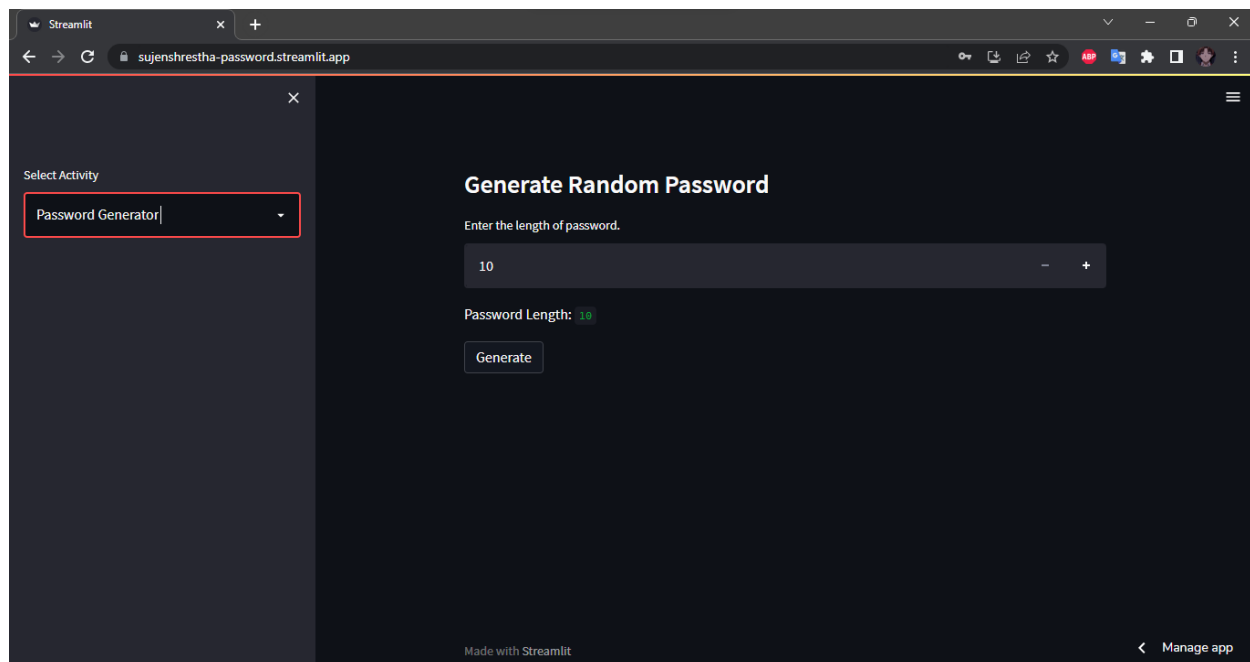 Streamlit
sujenshrestha-password.streamlit.app
ABP
Select Activity
Password Generator
Generate Random Password
Enter the length of password.
10
Password Length: 10
Generate
Made with Streamlit
Manage app